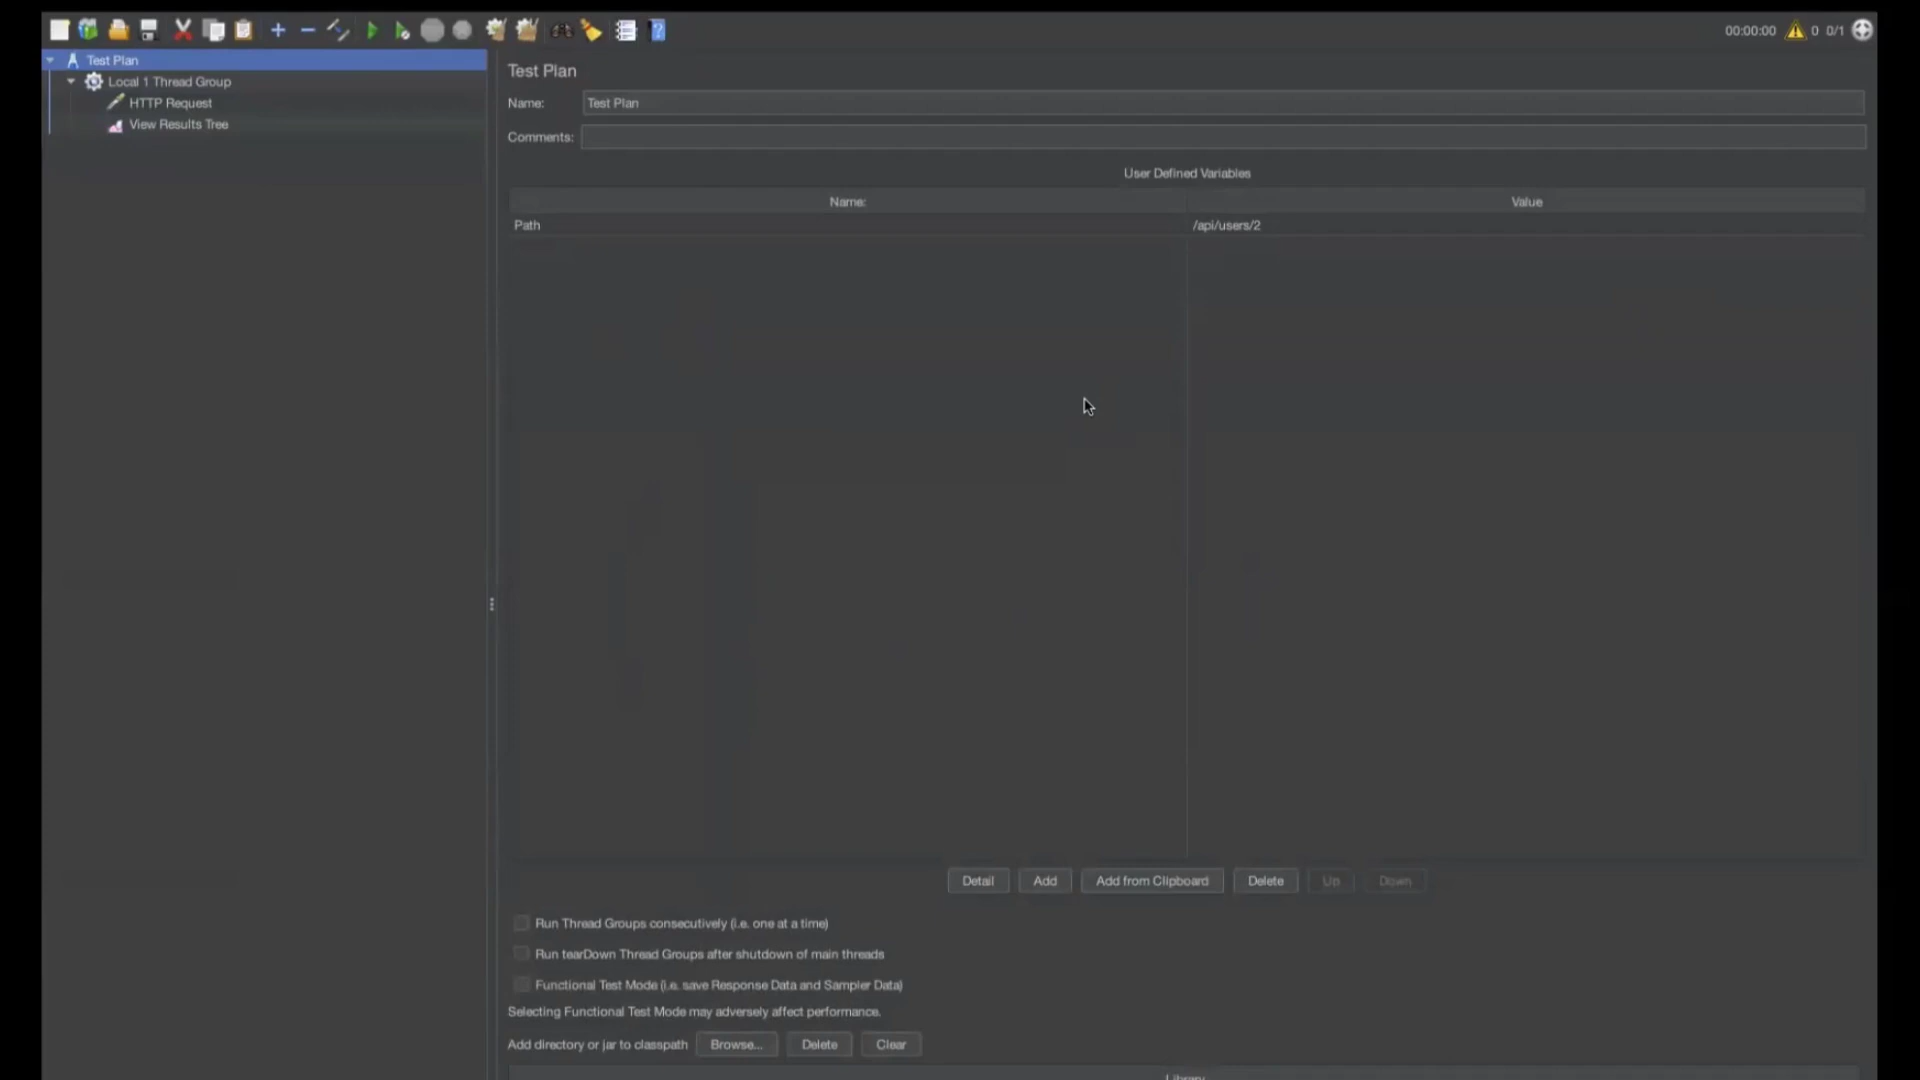 00:00:00 0 0/1
Test Plan
Local 1 Thread Group
HTTP Request
View Results Tree
Test Plan
Name: Test Plan
Comments:
User Defined Variables
Name: Value
Path /api/users/2
Detail Add Add from Clipboard Delete Up Down
Run Thread Groups consecutively (i.e. one at a time)
Run tearDown Thread Groups after shutdown of main threads
Functional Test Mode (i.e. save Response Data and Sampler Data)
Selecting Functional Test Mode may adversely affect performance.
Add directory or jar to classpath Browse... Delete Clear
Library